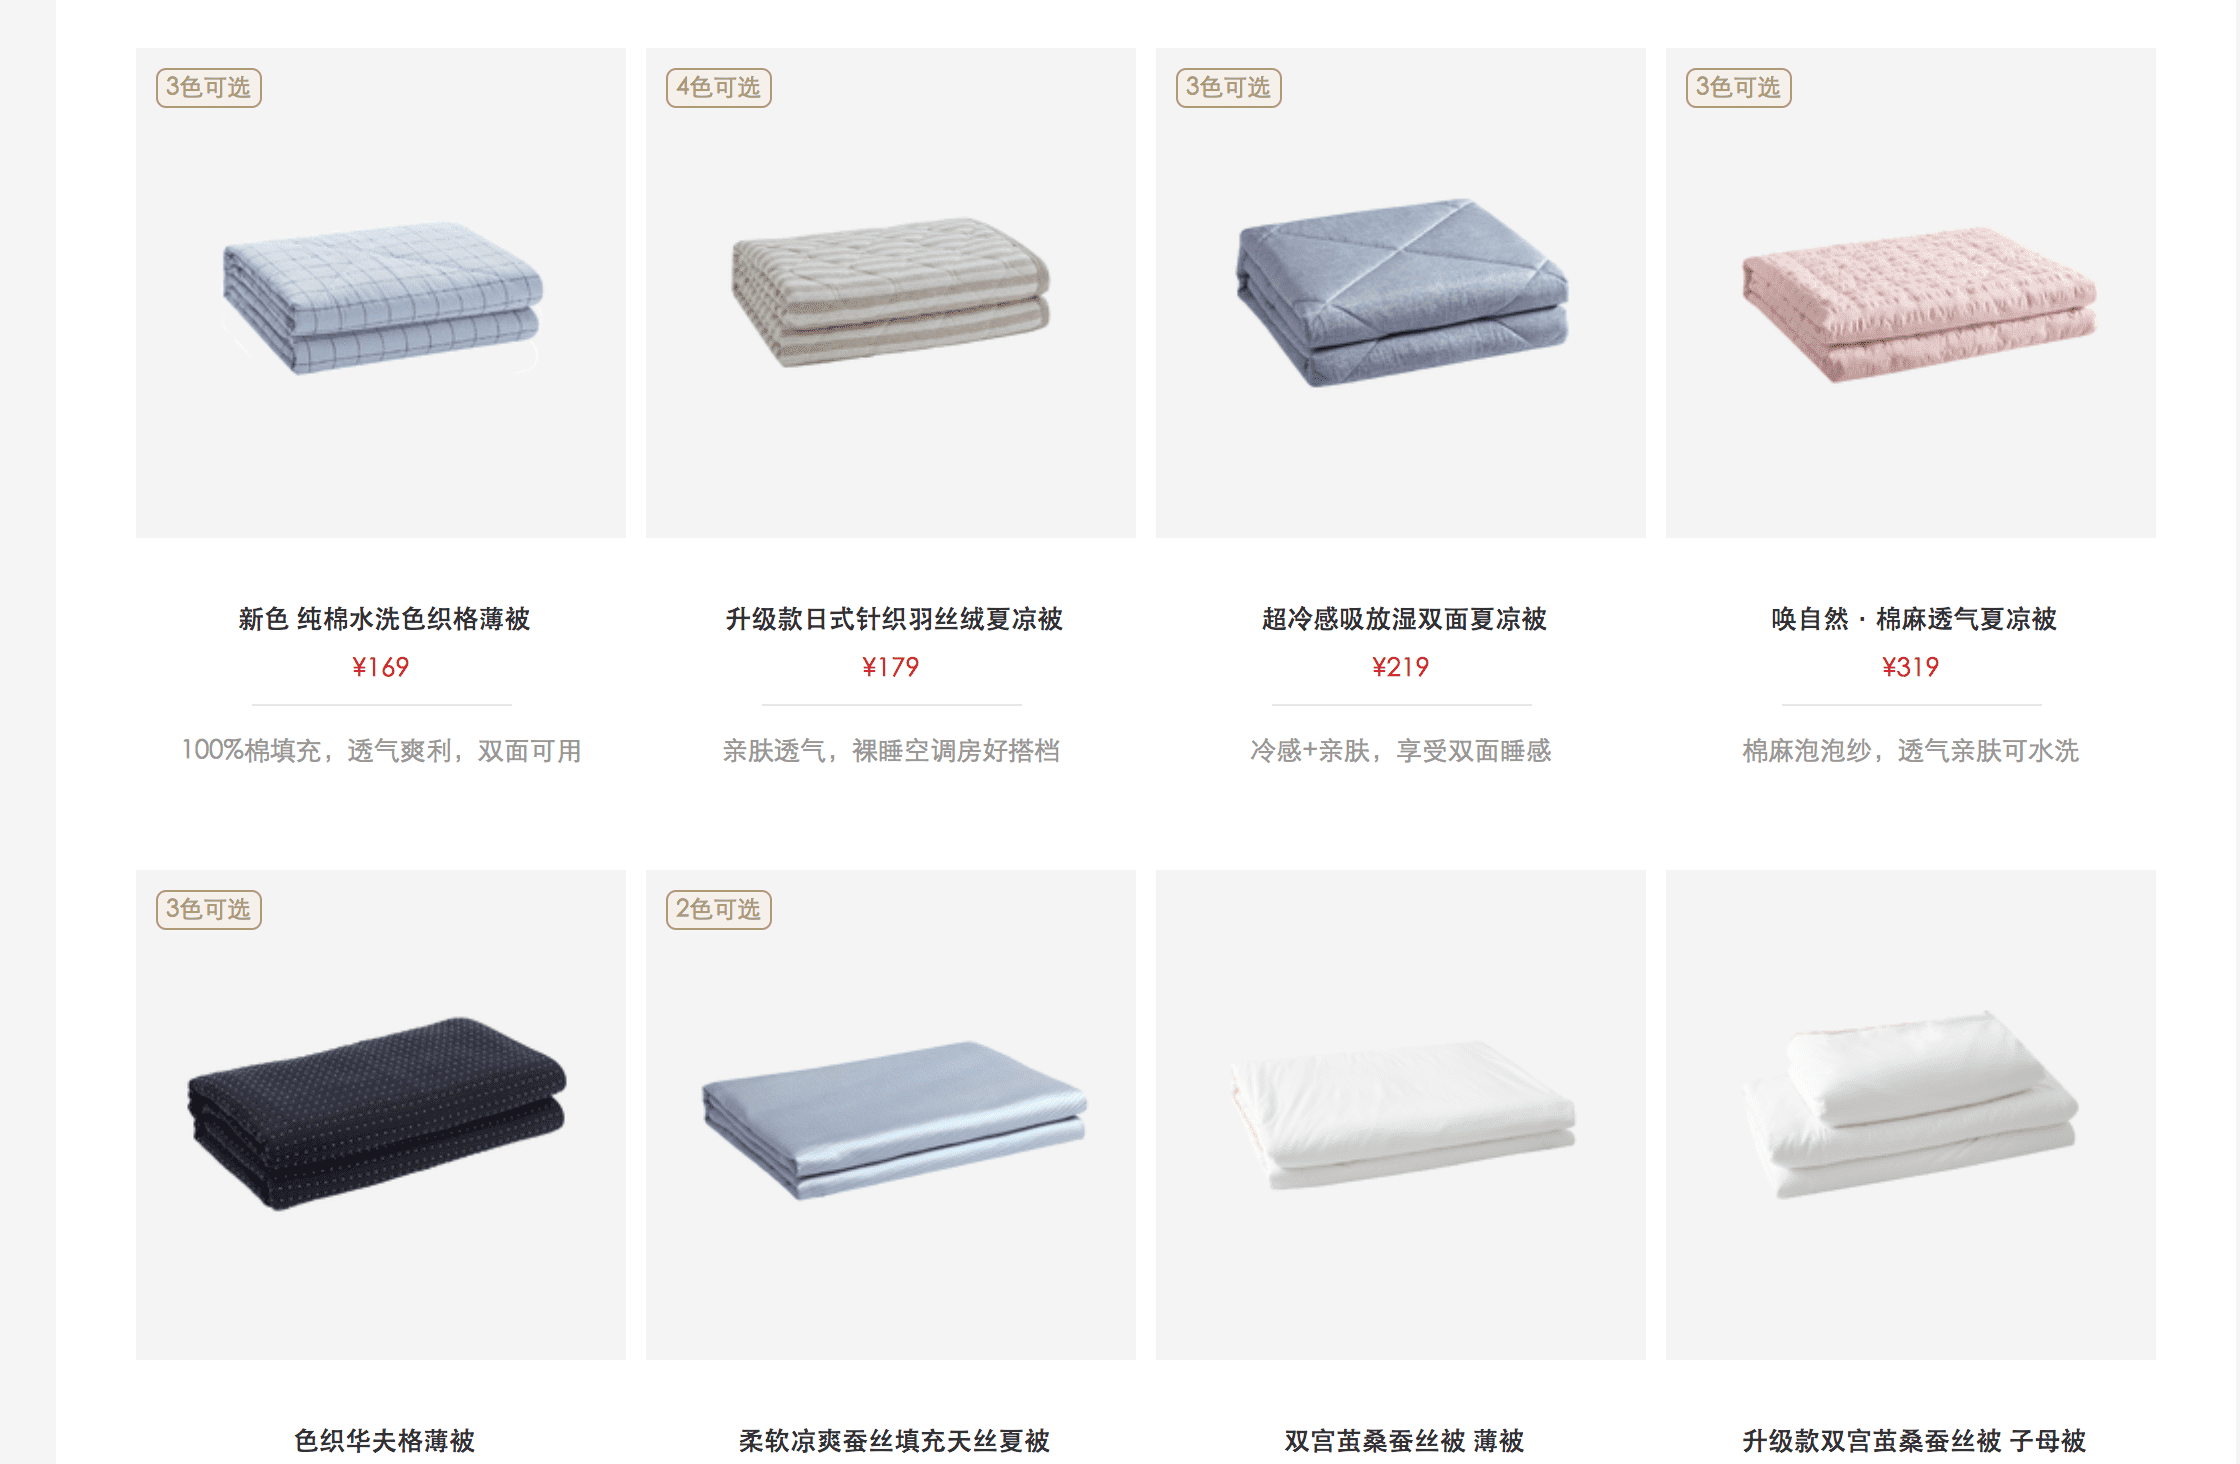 3色可选
4色可选
3色可选
3色可选
新色 纯棉水洗色织格薄被
¥169
100%棉填充，透气爽利，双面可用
升级款日式针织羽丝绒夏凉被
¥179
亲肤透气，裸睡空调房好搭档
超冷感吸放湿双面夏凉被
¥219
冷感+亲肤，享受双面睡感
唤自然·棉麻透气夏凉被
¥319
棉麻泡泡纱，透气亲肤可水洗
3色可选
2色可选
色织华夫格薄被
柔软凉爽蚕丝填充天丝夏被
双宫茧桑蚕丝被 薄被
升级款双宫茧桑蚕丝被 子母被